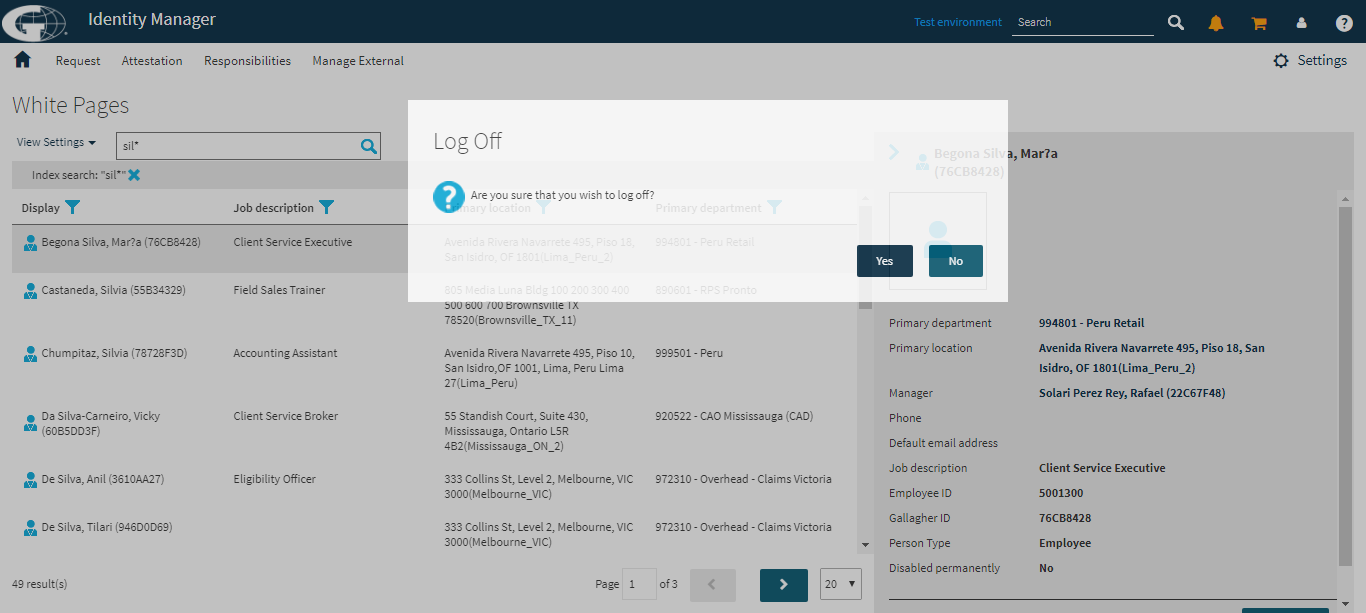 Identity Manager
Test environment
Search
Request
Attestation
Responsibilities
Manage External
Settings
White Pages
View Settings
sil*
Index search: "sil*"
Log Off
Are you sure that you wish to log off?
Yes
No
Display
Job description
Primary location
Primary department
Begona Silva, Mar?a (76CB8428)
Client Service Executive
Avenida Rivera Navarrete 495, Piso 18,
San Isidro, OF 1801(Lima_Peru_2)
994801 - Peru Retail
Castaneda, Silvia (55B34329)
Field Sales Trainer
805 Media Luna Bldg 100 200 300 400
500 600 700 Brownsville TX
78520(Brownsville_TX_11)
890601 - RPS Pronto
Chumpitaz, Silvia (78728F3D)
Accounting Assistant
Avenida Rivera Navarrete 495, Piso 10,
San Isidro,OF 1001, Lima, Peru Lima
27(Lima_Peru)
999501 - Peru
Da Silva-Carneiro, Vicky
(60B5DD3F)
Client Service Broker
55 Standish Court, Suite 430,
Mississauga, Ontario L5R
4B2(Mississauga_ON_2)
920522 - CAO Mississauga (CAD)
De Silva, Anil (3610AA27)
Eligibility Officer
333 Collins St, Level 2, Melbourne, VIC
3000(Melbourne_VIC)
972310 - Overhead - Claims Victoria
De Silva, Tilari (946D0D69)
333 Collins St, Level 2, Melbourne, VIC
3000(Melbourne_VIC)
972310 - Overhead - Claims Victoria
49 result(s)
Page 1 of 3
20
Begona Silva, Mar?a
(76CB8428)
Primary department 994801 - Peru Retail
Primary location Avenida Rivera Navarrete 495, Piso 18, San
Isidro, OF 1801(Lima_Peru_2)
Manager Solari Perez Rey, Rafael (22C67F48)
Phone
Default email address
Job description Client Service Executive
Employee ID 5001300
Gallagher ID 76CB8428
Person Type Employee
Disabled permanently No